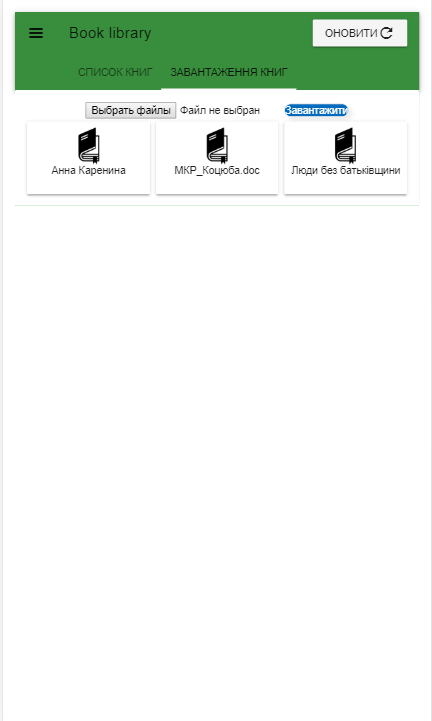 Book library
ОНОВИТИ
СПИСОК КНИГ ЗАВАНТАЖЕННЯ КНИГ
Выбрать файлы Файл не выбран Завантажити
Анна Каренина МКР_Коцюба.doc Люди без батьківщини